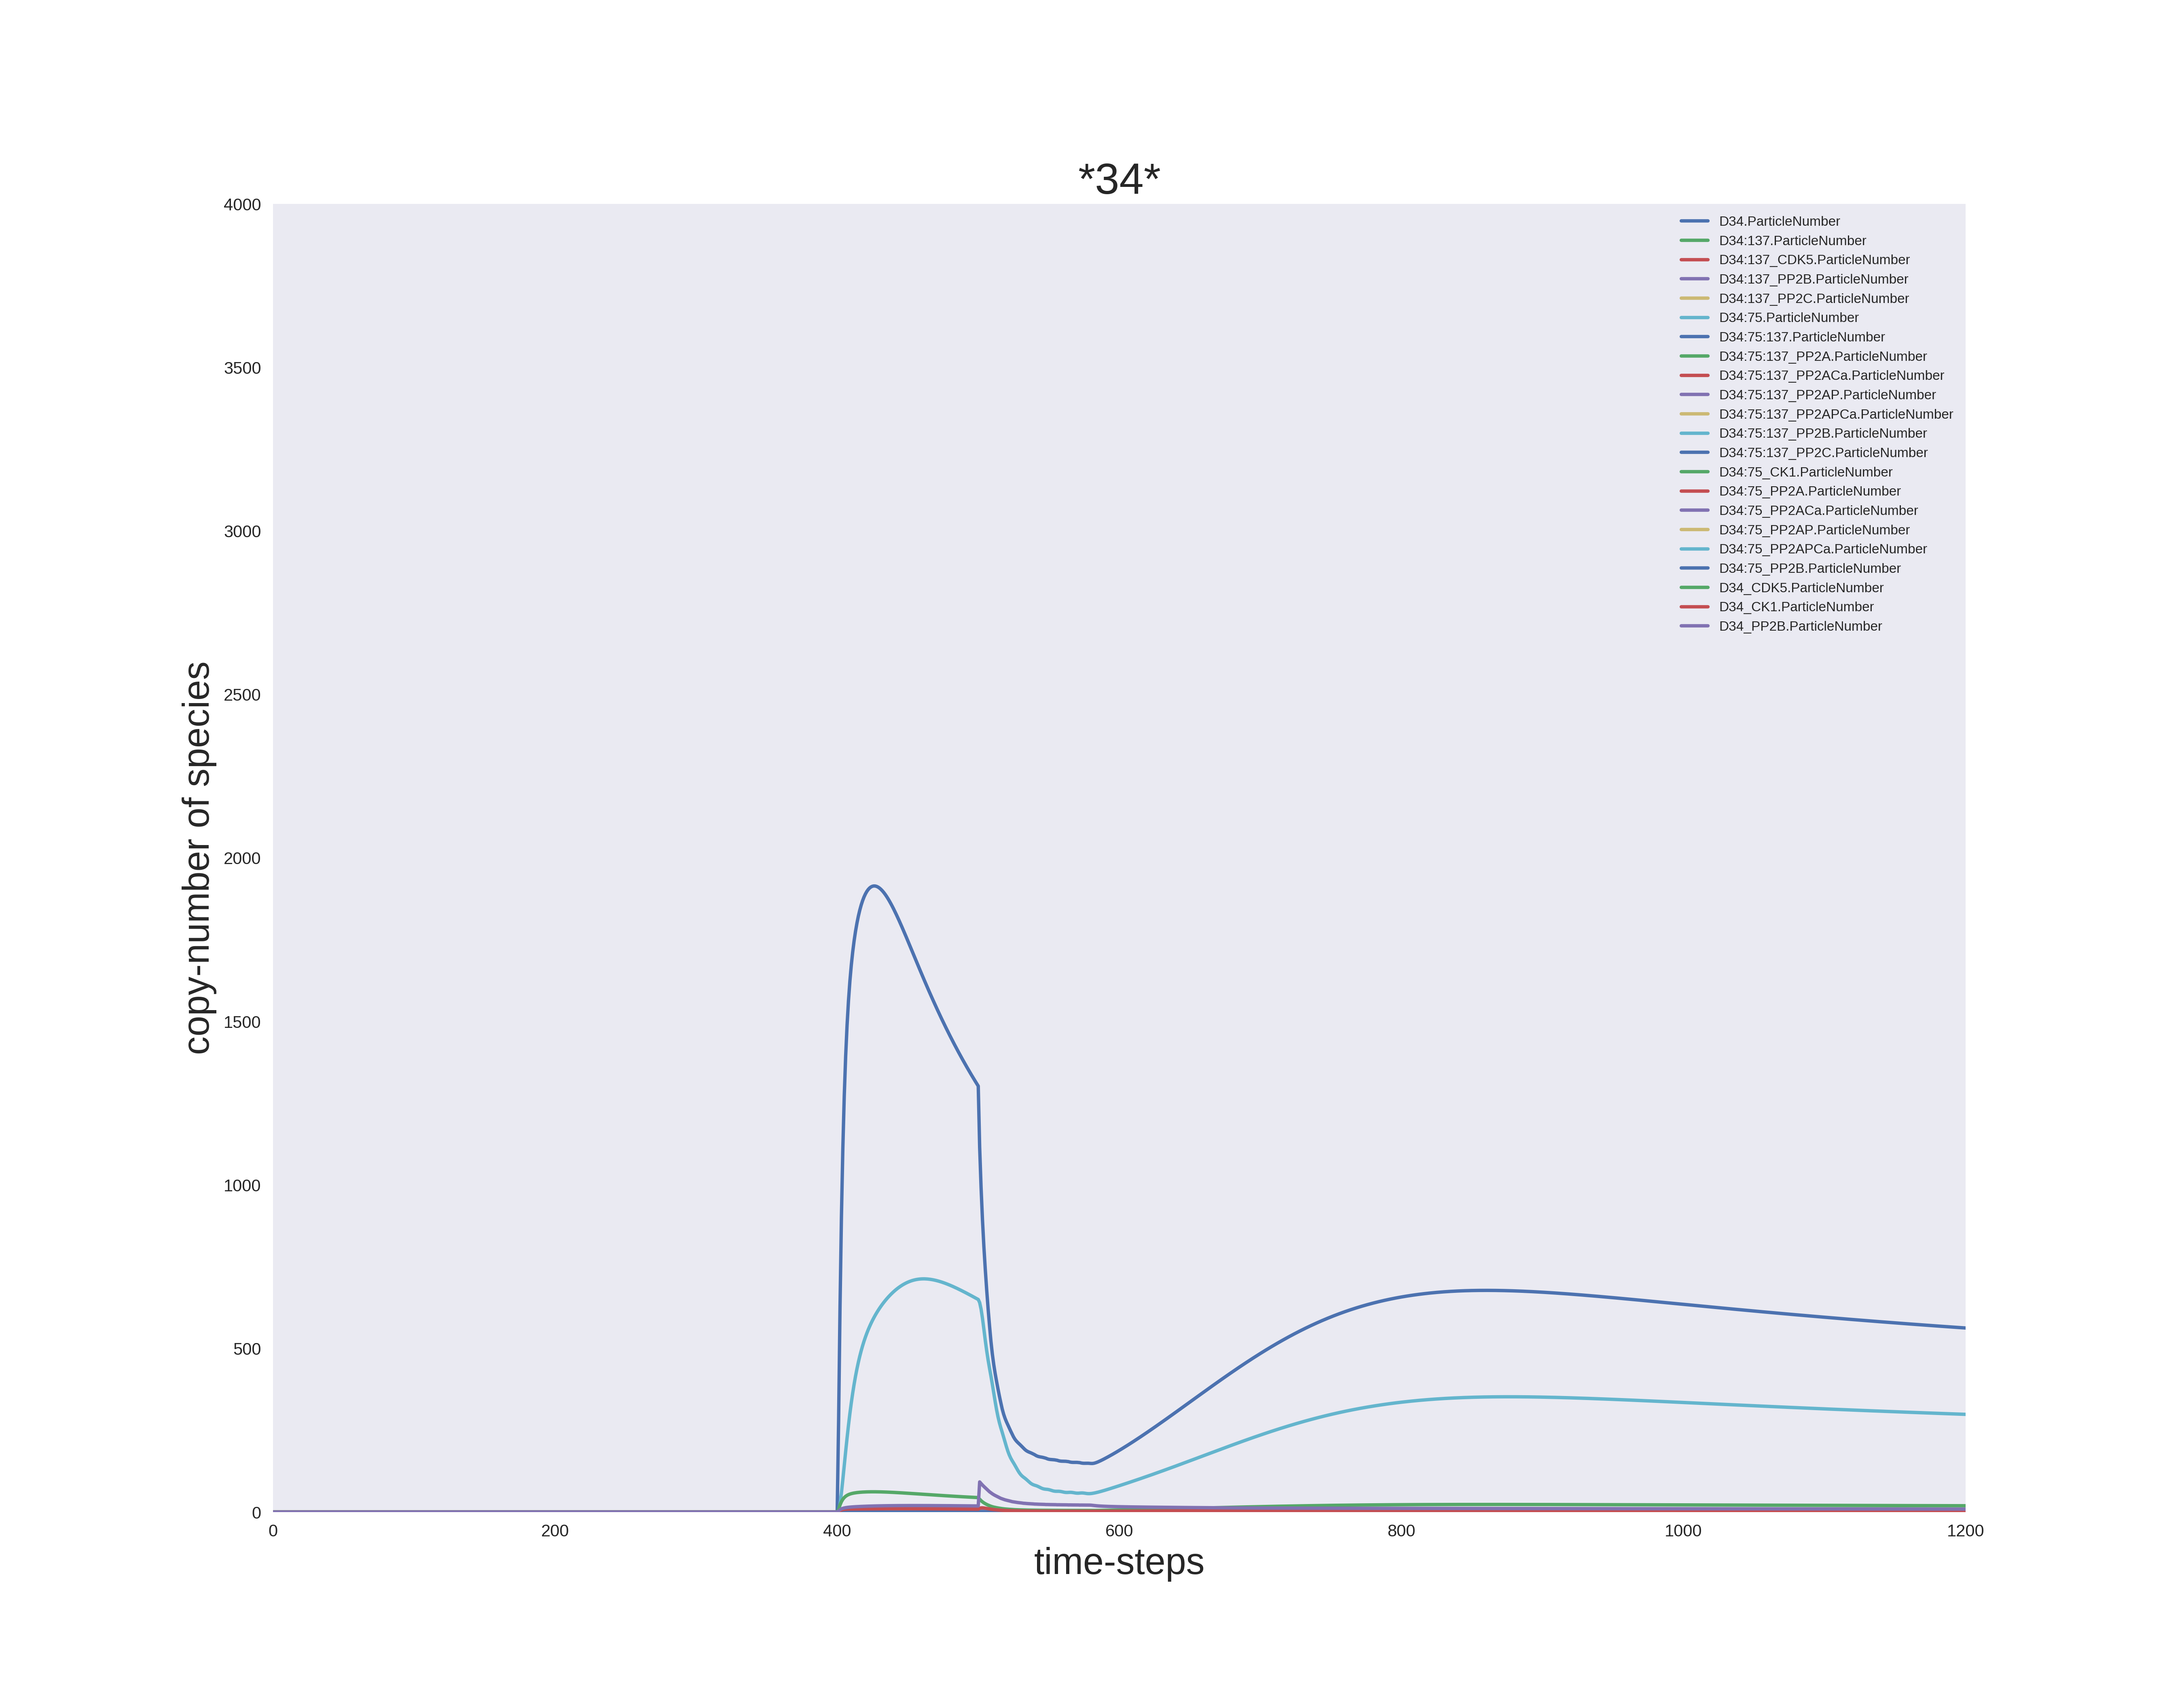 *34*
4000
3500
3000
2500
2000
1500
1000
500
0
copy-number of species
D34.ParticleNumber
D34:137.ParticleNumber
D34:137_CDK5.ParticleNumber
D34:137_PP2B.ParticleNumber
D34:137_PP2C.ParticleNumber
D34:75.ParticleNumber
D34:75:137.ParticleNumber
D34:75:137_PP2A.ParticleNumber
D34:75:137_PP2ACa.ParticleNumber
D34:75:137_PP2AP.ParticleNumber
D34:75:137_PP2APCa.ParticleNumber
D34:75:137_PP2B.ParticleNumber
D34:75:137_PP2C.ParticleNumber
D34:75_CK1.ParticleNumber
D34:75_PP2A.ParticleNumber
D34:75_PP2ACa.ParticleNumber
D34:75_PP2AP.ParticleNumber
D34:75_PP2APCa.ParticleNumber
D34:75_PP2B.ParticleNumber
D34_CDK5.ParticleNumber
D34_CK1.ParticleNumber
D34_PP2B.ParticleNumber
0 200 400 600 800 1000 1200
time-steps